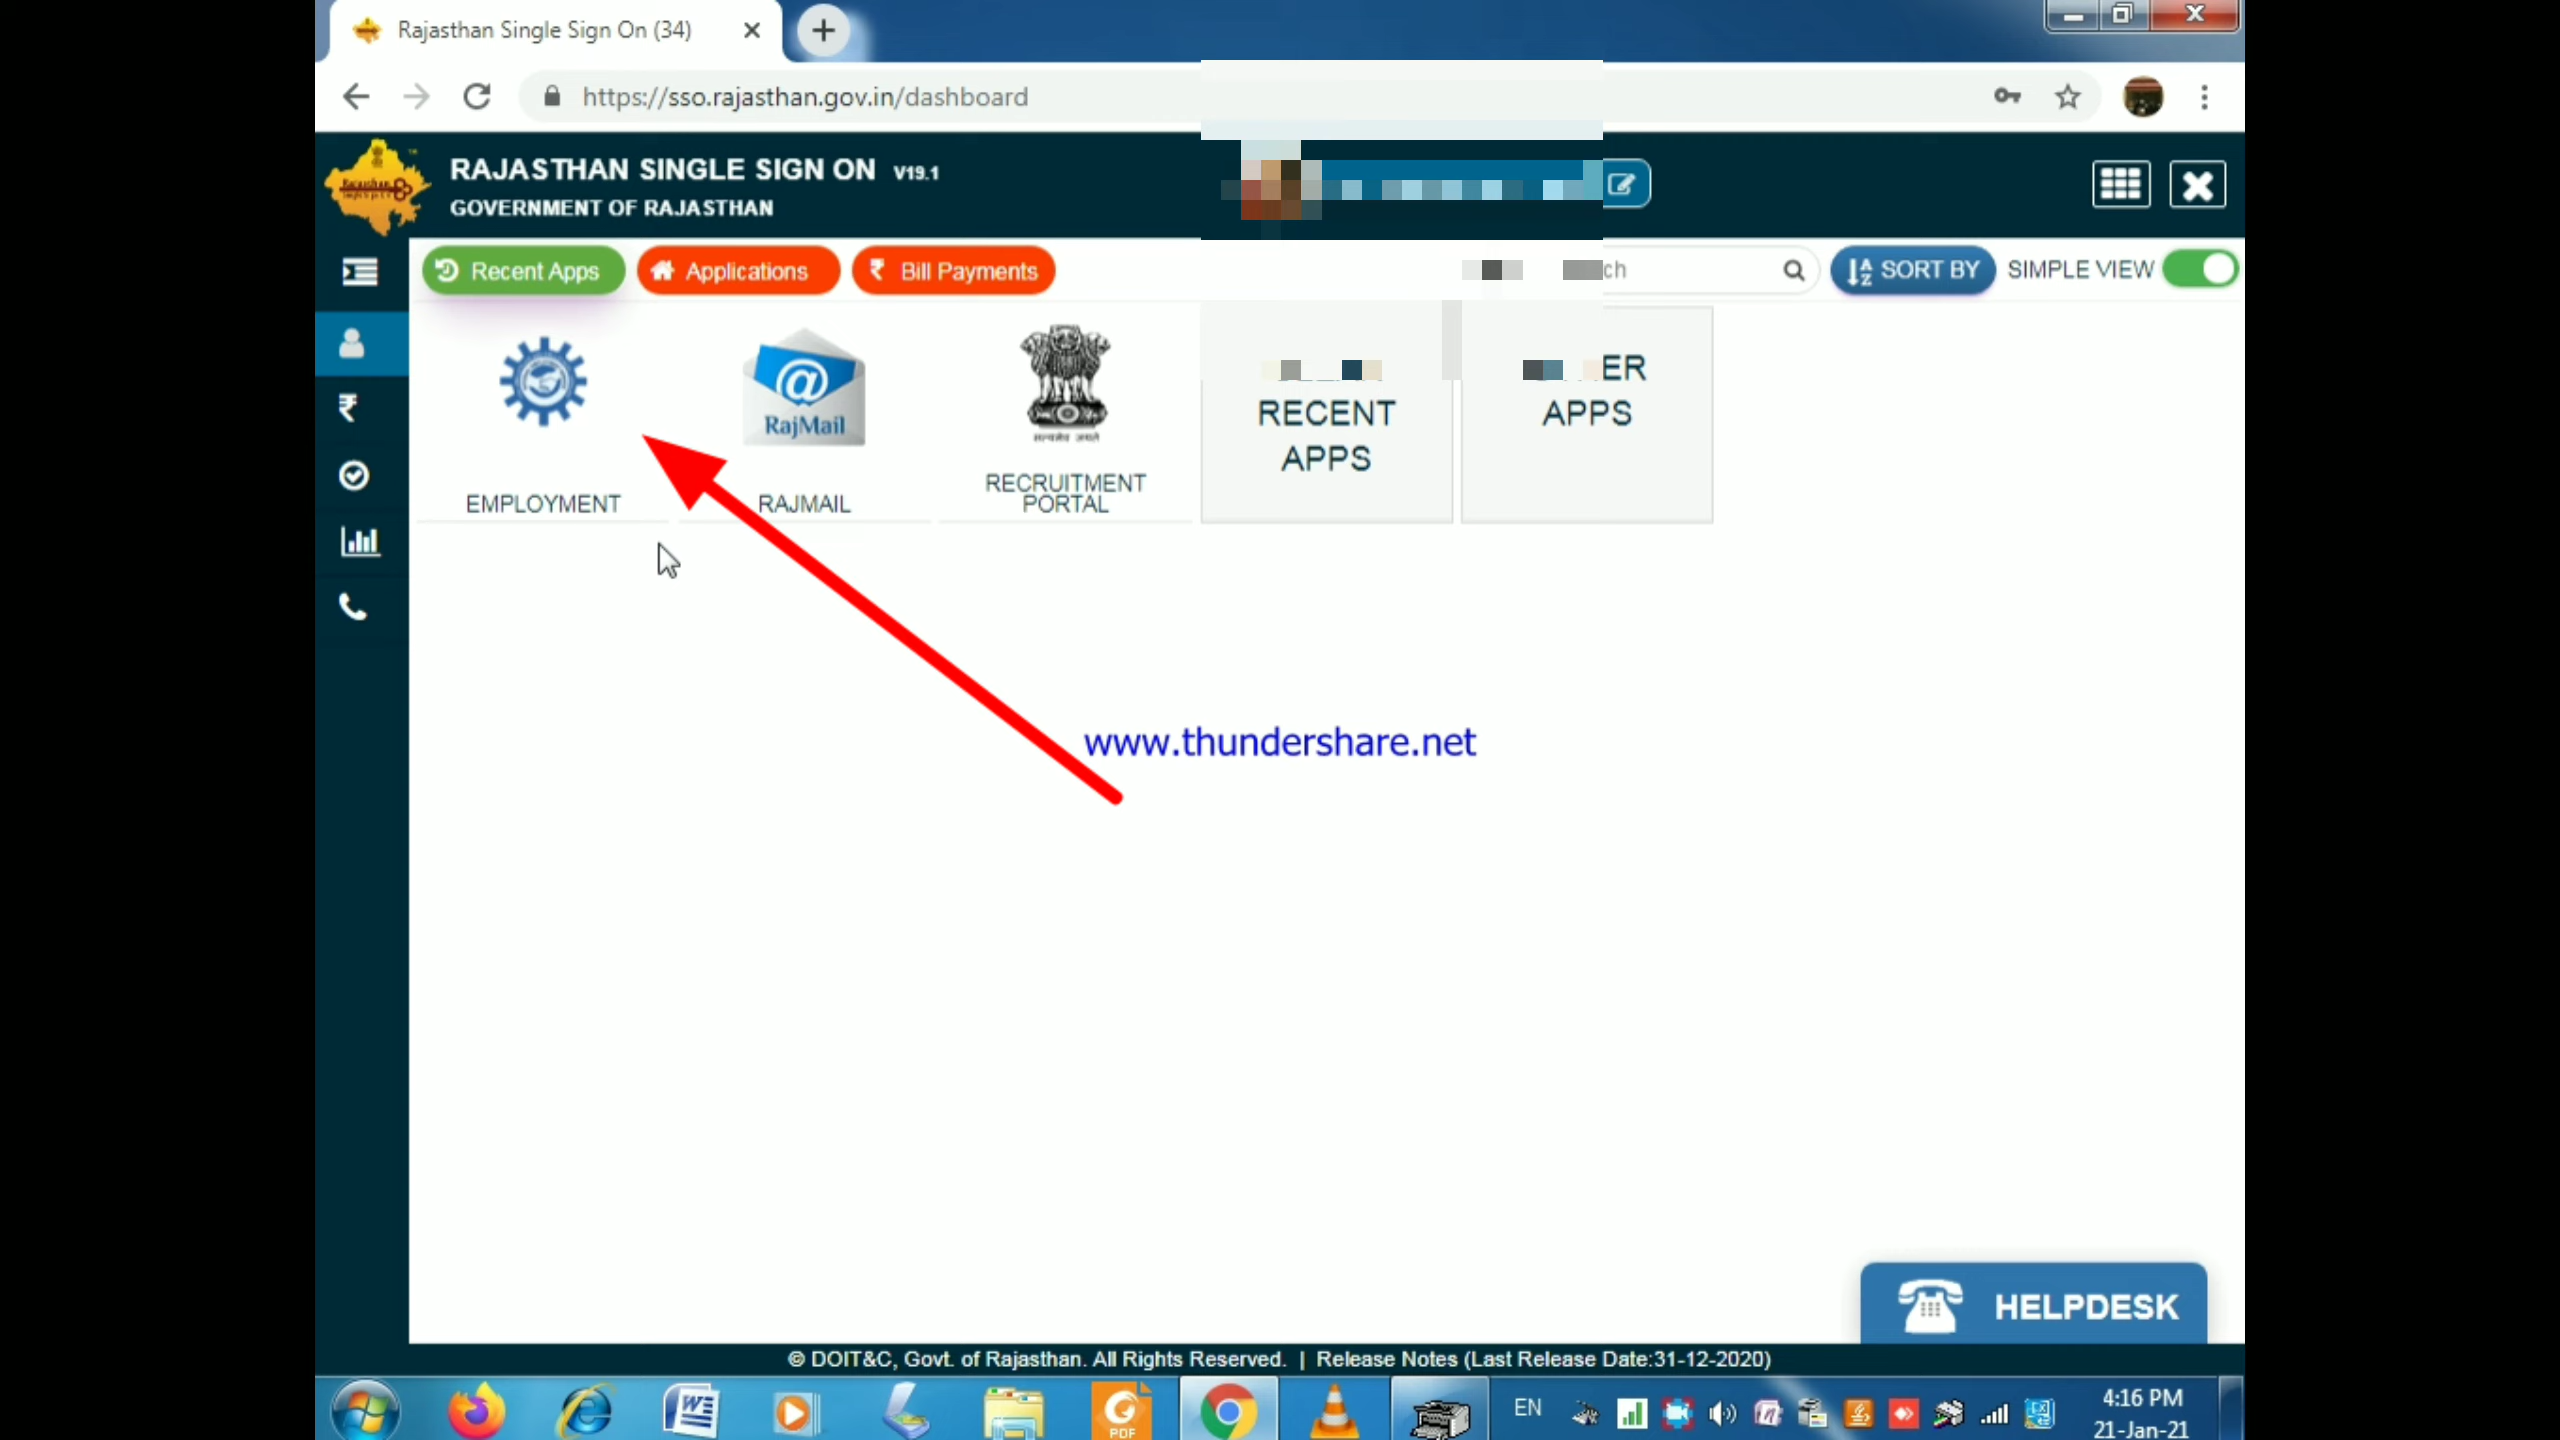 Rajasthan Single Sign On (34)
https://sso.rajasthan.gov.in/dashboard
RAJASTHAN SINGLE SIGN ON V19.1
GOVERNMENT OF RAJASTHAN
Recent Apps
Applications
Bill Payments
SORT BY
SIMPLE VIEW
RajMail
EMPLOYMENT
RAJMAIL
RECRUITMENT
PORTAL
RECENT
APPS
APPS
www.thundershare.net
HELPDESK
© DOIT&C, Govt. of Rajasthan. All Rights Reserved. | Release Notes (Last Release Date:31-12-2020)
PDF
EN
4:16 PM
21-Jan-21